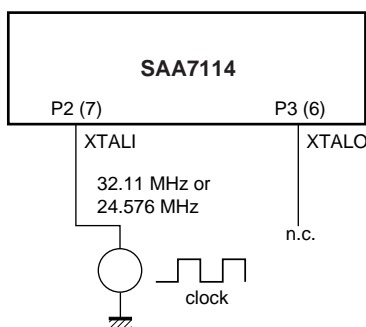 SAA7114
P2 (7) P3 (6)
XTALI XTALO
32.11 MHz or
24.576 MHz
n.c.
clock